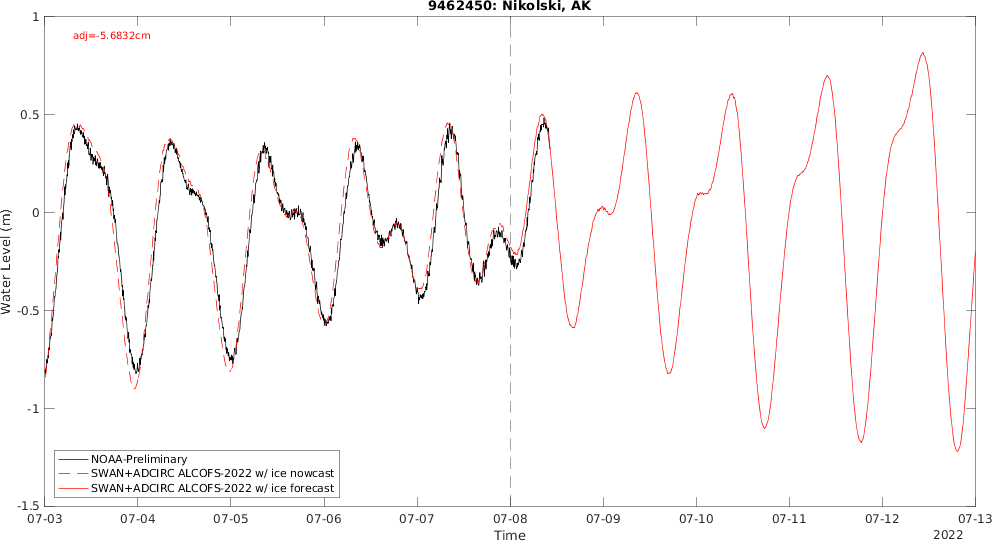 9462450: Nikolski, AK
adj=-5.6832cm
1
0.5
0
-0.5
-1
-1.5
Water Level (m)
NOAA-Preliminary
SWAN+ADCIRC ALCOFS-2022 w/ ice nowcast
SWAN+ADCIRC ALCOFS-2022 w/ ice forecast
07-03 07-04 07-05 07-06 07-07 07-08 07-09 07-10 07-11 07-12 07-13
Time
2022